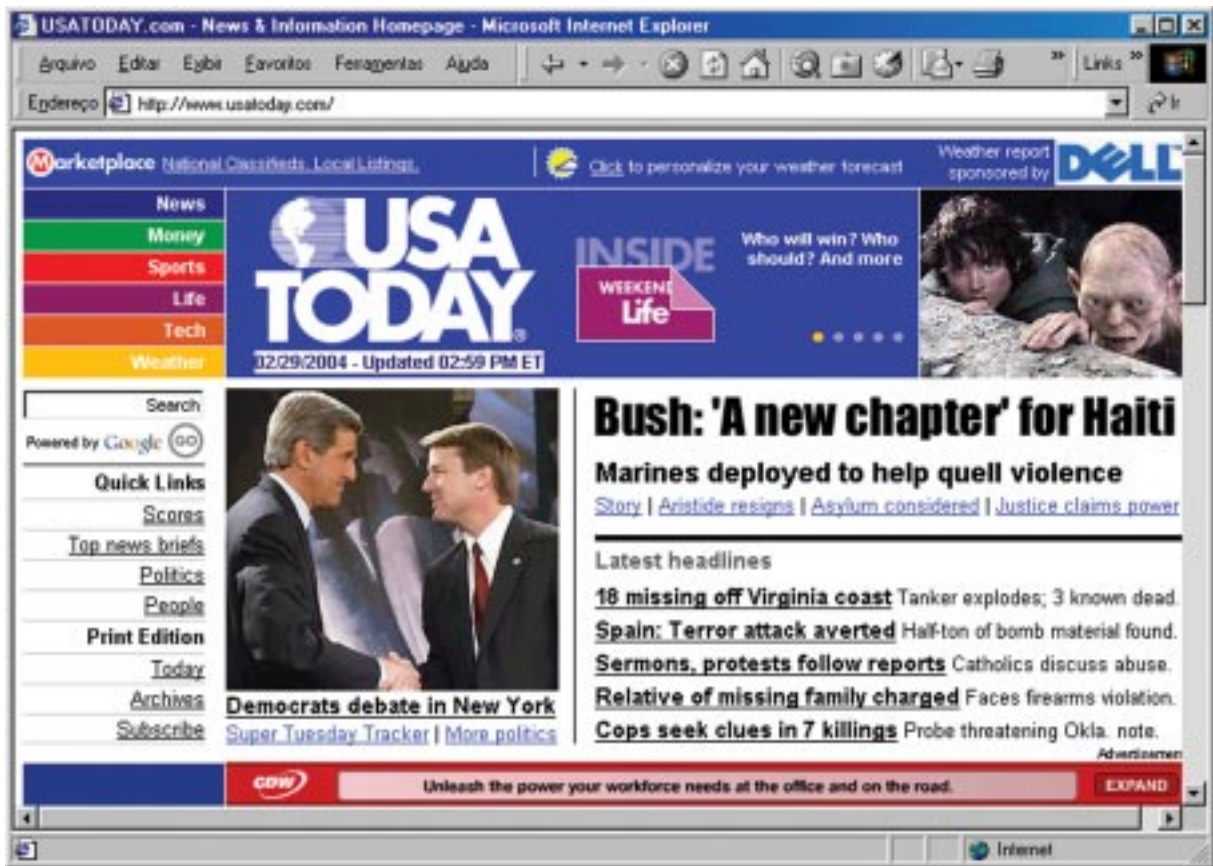 USATODAY.com - News & Information Homepage - Microsoft Internet Explorer
Arquivo Editar Exibir Favoritos Ferramentas Ajuda » Links »
Endereço http://www.usatoday.com/ Ir
Marketplace National Classifieds. Local Listings. Click to personalize your weather forecast
Weather report
sponsored by
DELL
News
Money
Sports
Life
Tech
Weather
USA
TODAY®
02/29/2004 - Updated 02:59 PM ET
INSIDE
WEEKEND
Life
Who will win? Who
should? And more
Search
Powered by Google GO
Quick Links
Scores
Top news briefs
Politics
People
Print Edition
Today
Archives
Subscribe
Democrats debate in New York
Super Tuesday Tracker | More politics
Bush: 'A new chapter' for Haiti
Marines deployed to help quell violence
Story | Aristide resigns | Asylum considered | Justice claims power
Latest headlines
18 missing off Virginia coast Tanker explodes; 3 known dead.
Spain: Terror attack averted Half-ton of bomb material found.
Sermons, protests follow reports Catholics discuss abuse.
Relative of missing family charged Faces firearms violation.
Cops seek clues in 7 killings Probe threatening Okla. note.
Advertisemen
CDW Unleash the power your workforce needs at the office and on the road. EXPAND
Internet